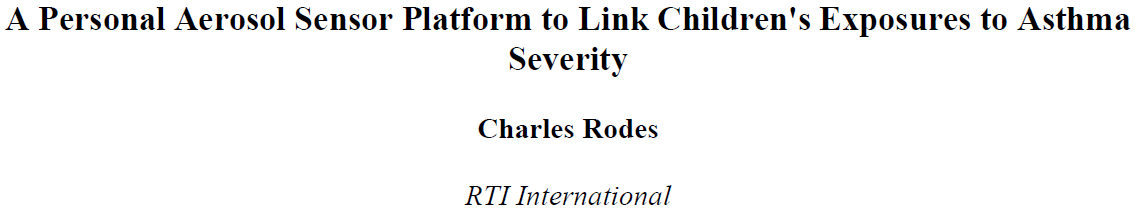 A Personal Aerosol Sensor Platform to Link Children's Exposures to Asthma
Severity
Charles Rodes
RTI International